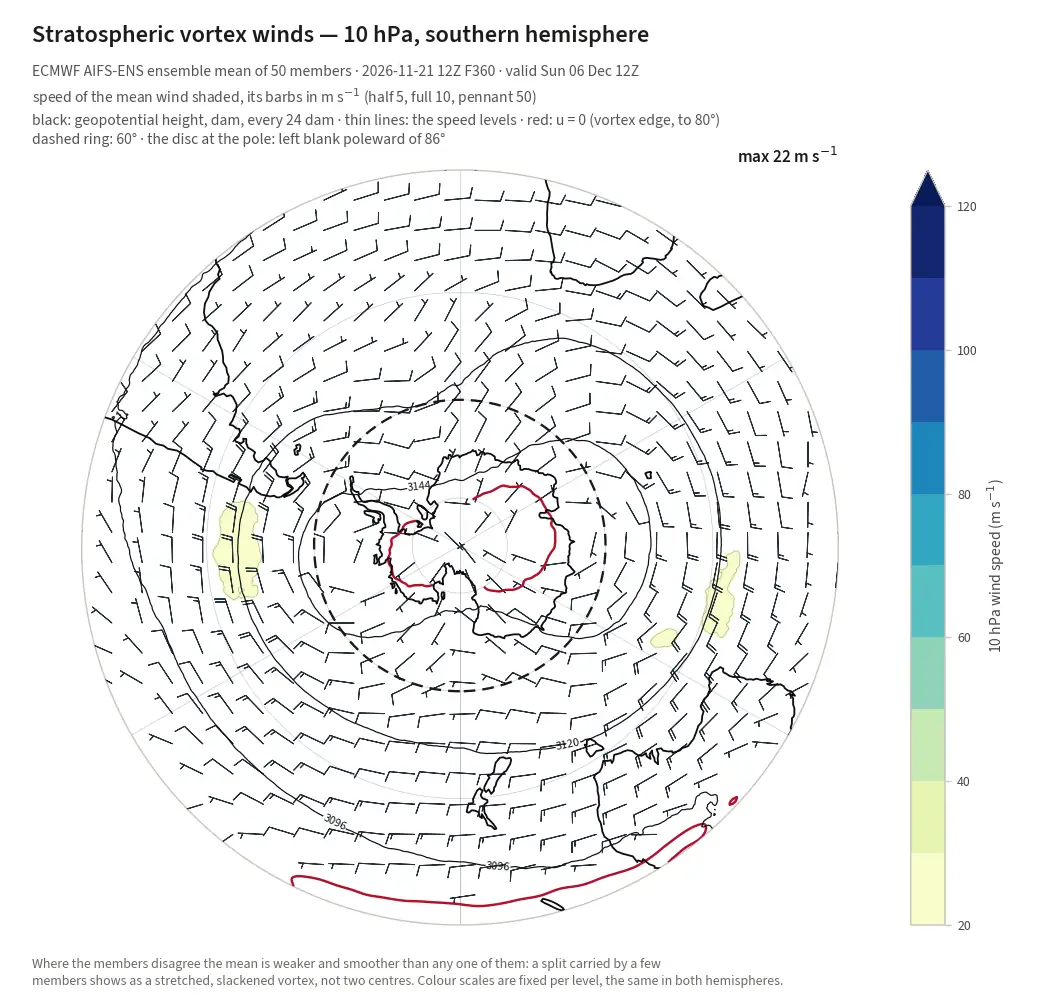 Stratospheric vortex winds — 10 hPa, southern hemisphere
ECMWF AIFS-ENS ensemble mean of 50 members · 2026-11-21 12Z F360 · valid Sun 06 Dec 12Z
speed of the mean wind shaded, its barbs in m s⁻¹ (half 5, full 10, pennant 50)
black: geopotential height, dam, every 24 dam · thin lines: the speed levels · red: u = 0 (vortex edge, to 80°)
dashed ring: 60° · the disc at the pole: left blank poleward of 86°
max 22 m s⁻¹
120
100
80
60
40
20
10 hPa wind speed (m s⁻¹)
3144
3120
3096
3096
Where the members disagree the mean is weaker and smoother than any one of them: a split carried by a few
members shows as a stretched, slackened vortex, not two centres. Colour scales are fixed per level, the same in both hemispheres.